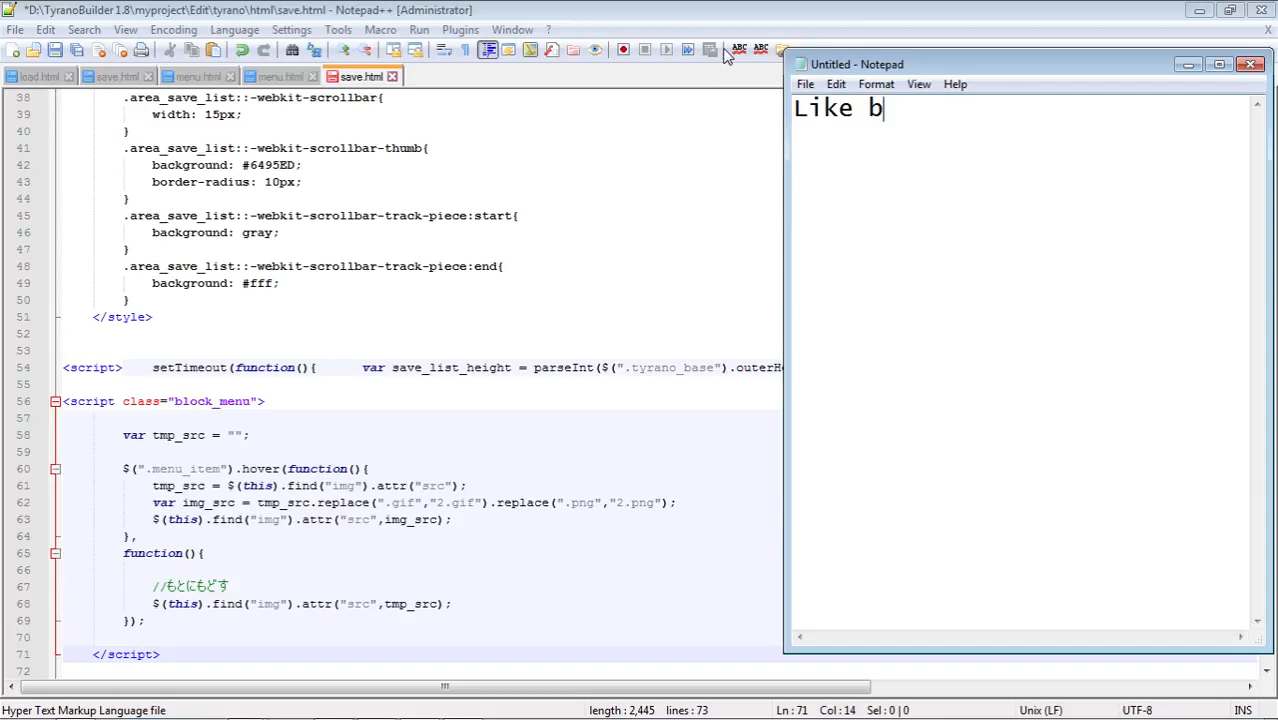 *D:\TyranoBuilder 1.8\myproject\Edit\tyrano\html\save.html - Notepad++ [Administrator]
File Edit Search View Encoding Language Settings Tools Macro Run Plugins Window ? X
load.html save.html menu.html menu.html save.html
38 .area_save_list::-webkit-scrollbar{
39 width: 15px;
40 }
41 .area_save_list::-webkit-scrollbar-thumb{
42 background: #6495ED;
43 border-radius: 10px;
44 }
45 .area_save_list::-webkit-scrollbar-track-piece:start{
46 background: gray;
47 }
48 .area_save_list::-webkit-scrollbar-track-piece:end{
49 background: #fff;
50 }
51 </style>
52
53
54 <script> setTimeout(function(){ var save_list_height = parseInt($(".tyrano_base").outerHe
55
56 <script class="block_menu">
57
58 var tmp_src = "";
59
60 $(".menu_item").hover(function(){
61 tmp_src = $(this).find("img").attr("src");
62 var img_src = tmp_src.replace(".gif","2.gif").replace(".png","2.png");
63 $(this).find("img").attr("src",img_src);
64 },
65 function(){
66
67 //もとにもどす
68 $(this).find("img").attr("src",tmp_src);
69 });
70
71 </script>
72
Hyper Text Markup Language file length : 2,445 lines : 73 Ln : 71 Col : 14 Sel : 0 | 0 Unix (LF) UTF-8 INS
ABC ABC
Untitled - Notepad
File Edit Format View Help
Like b